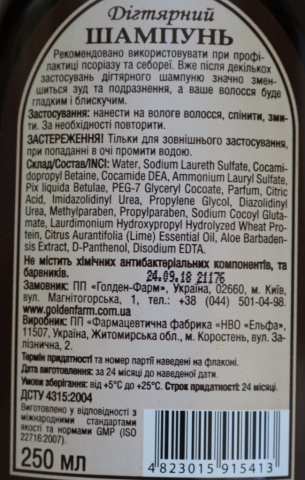 Дігтярний
ШАМПУНЬ
Рекомендовано використовувати при профі-
лактиці псоріазу та себореї. Вже після декількох
застосувань дігтярного шампуню значно змен-
шиться зуд та подразнення, а ваше волосся буде
гладким і блискучим.
Застосування: нанести на вологе волосся, спінити, зми-
ти. За необхідності повторити.
ЗАСТЕРЕЖЕННЯ! Тільки для зовнішнього застосування,
при попаданні в очі промити водою.
Склад/Состав/INCI: Water, Sodium Laureth Sulfate, Cocami-
dopropyl Betaine, Cocamide DEA, Ammonium Lauryl Sulfate,
Pix liquida Betulae, PEG-7 Glyceryl Cocoate, Parfum, Citric
Acid, Imidazolidinyl Urea, Propylene Glycol, Diazolidinyl
Urea, Methylparaben, Propylparaben, Sodium Cocoyl Gluta-
mate, Laurdimonium Hydroxypropyl Hydrolyzed Wheat Pro-
tein, Citrus Aurantifolia (Lime) Essential Oil, Aloe Barbaden-
sis Extract, D-Panthenol, Disodium EDTA.
Не містить хімічних антибактеріальних компонентів, та
барвників.
24.09.18 21176
Замовник: ПП «Голден-Фарм», Україна, 02660, м. Київ,
вул. Магнітогорська, 1, тел.: +38 (044) 501-04-98.
www.goldenfarm.com.ua
Виробник: ПП «Фармацевтична фабрика «НВО «Ельфа»,
11507, Україна, Житомирська обл., м. Коростень, вул. За-
лізнична, 2.
Термін придатності та номер партії наведені на флаконі.
Дата виготовлення: за 24 місяці до наведеної дати.
Умови зберігання: від +5°C до +25°C. Строк придатності: 24 місяці.
ДСТУ 4315:2004
Виготовлено у відповідності з
міжнародними стандартами
якості та нормами GMP (ISO
22716:2007).
250 МЛ
4 823015 915413